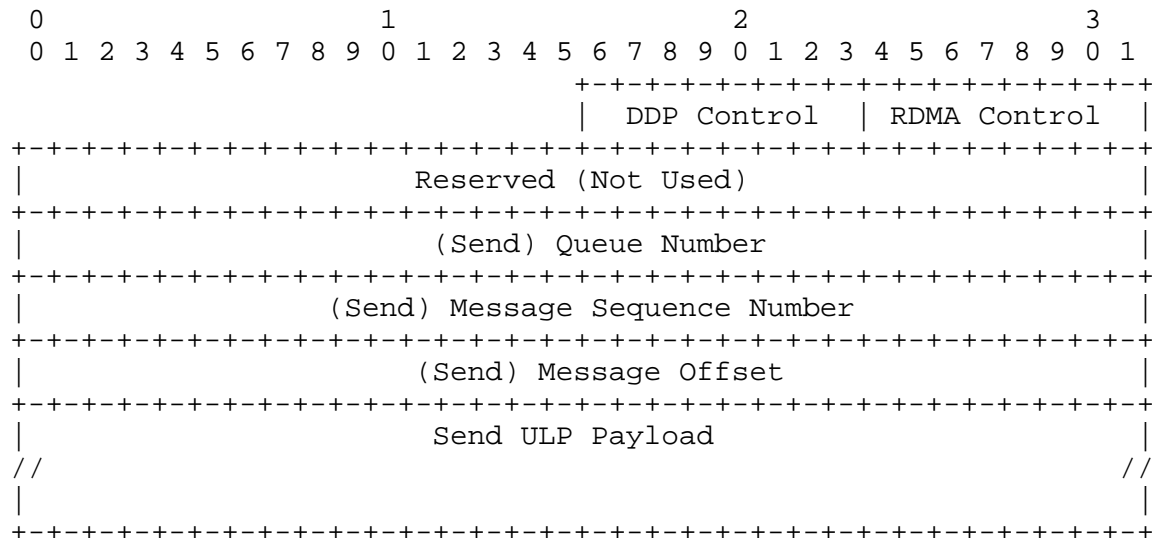 0                   1                   2                   3
0 1 2 3 4 5 6 7 8 9 0 1 2 3 4 5 6 7 8 9 0 1 2 3 4 5 6 7 8 9 0 1
                                +-+-+-+-+-+-+-+-+-+-+-+-+-+-+-+-+
                                |  DDP Control  | RDMA Control  |
+-+-+-+-+-+-+-+-+-+-+-+-+-+-+-+-+-+-+-+-+-+-+-+-+-+-+-+-+-+-+-+-+
|                      Reserved (Not Used)                      |
+-+-+-+-+-+-+-+-+-+-+-+-+-+-+-+-+-+-+-+-+-+-+-+-+-+-+-+-+-+-+-+-+
|                       (Send) Queue Number                     |
+-+-+-+-+-+-+-+-+-+-+-+-+-+-+-+-+-+-+-+-+-+-+-+-+-+-+-+-+-+-+-+-+
|                 (Send) Message Sequence Number                |
+-+-+-+-+-+-+-+-+-+-+-+-+-+-+-+-+-+-+-+-+-+-+-+-+-+-+-+-+-+-+-+-+
|                      (Send) Message Offset                    |
+-+-+-+-+-+-+-+-+-+-+-+-+-+-+-+-+-+-+-+-+-+-+-+-+-+-+-+-+-+-+-+-+
|                       Send ULP Payload                        |
//                                                             //
|                                                               |
+-+-+-+-+-+-+-+-+-+-+-+-+-+-+-+-+-+-+-+-+-+-+-+-+-+-+-+-+-+-+-+-+